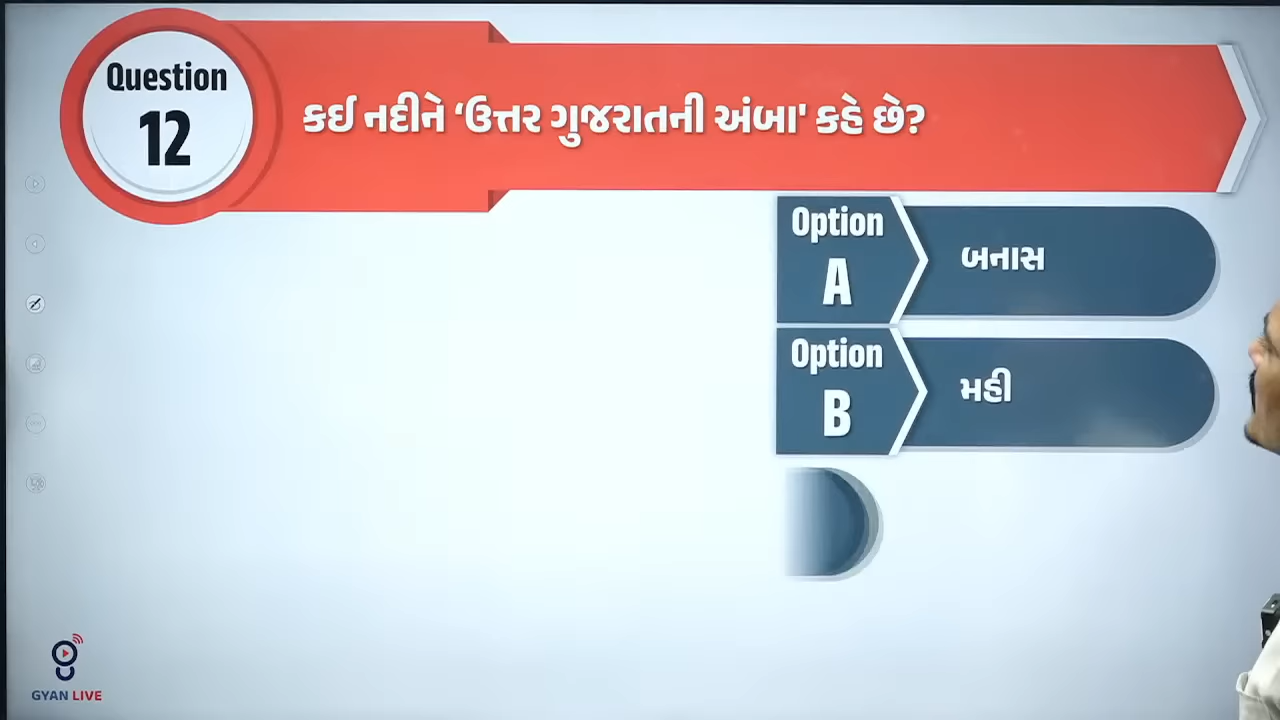 Question
12
કઈ નદીને ‘ઉત્તર ગુજરાતની અંબા' કહે છે?
Option
A
બનાસ
Option
B
મહી
GYAN LIVE